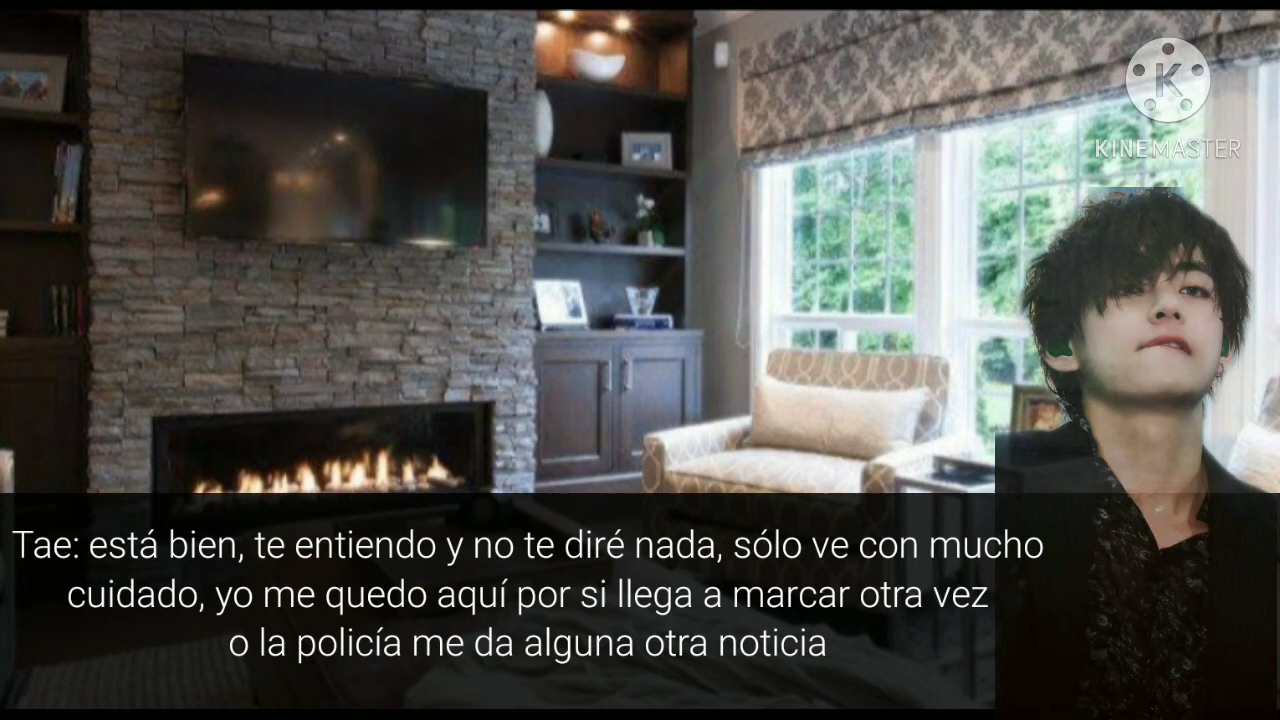 KINEMASTER
Tae: está bien, te entiendo y no te diré nada, sólo ve con mucho
cuidado, yo me quedo aquí por si llega a marcar otra vez
o la policía me da alguna otra noticia